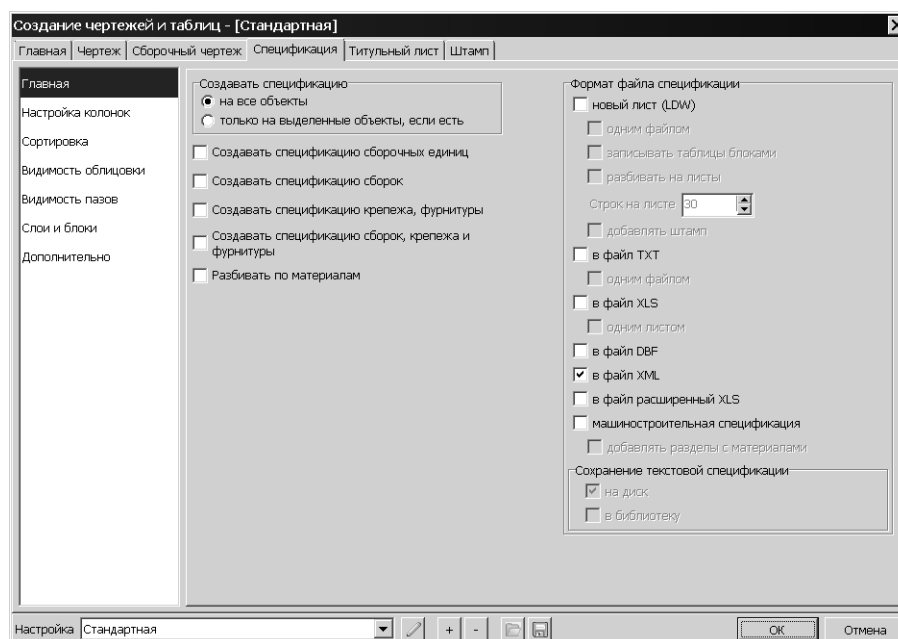 Создание чертежей и таблиц - [Стандартная]
Главная Чертеж Сборочный чертеж Спецификация Титульный лист Штамп
Главная
Настройка колонок
Сортировка
Видимость облицовки
Видимость пазов
Слои и блоки
Дополнительно
Создавать спецификацию
на все объекты
только на выделенные объекты, если есть
Создавать спецификацию сборочных единиц
Создавать спецификацию сборок
Создавать спецификацию крепежа, фурнитуры
Создавать спецификацию сборок, крепежа и
фурнитуры
Разбивать по материалам
Формат файла спецификации
новый лист (LDW)
одним файлом
записывать таблицы блоками
разбивать на листы
Строк на листе 30
добавлять штамп
в файл TXT
одним файлом
в файл XLS
одним листом
в файл DBF
в файл XML
в файл расширенный XLS
машиностроительная спецификация
добавлять разделы с материалами
Сохранение текстовой спецификации
на диск
в библиотеку
Настройка Стандартная + - OK Отмена